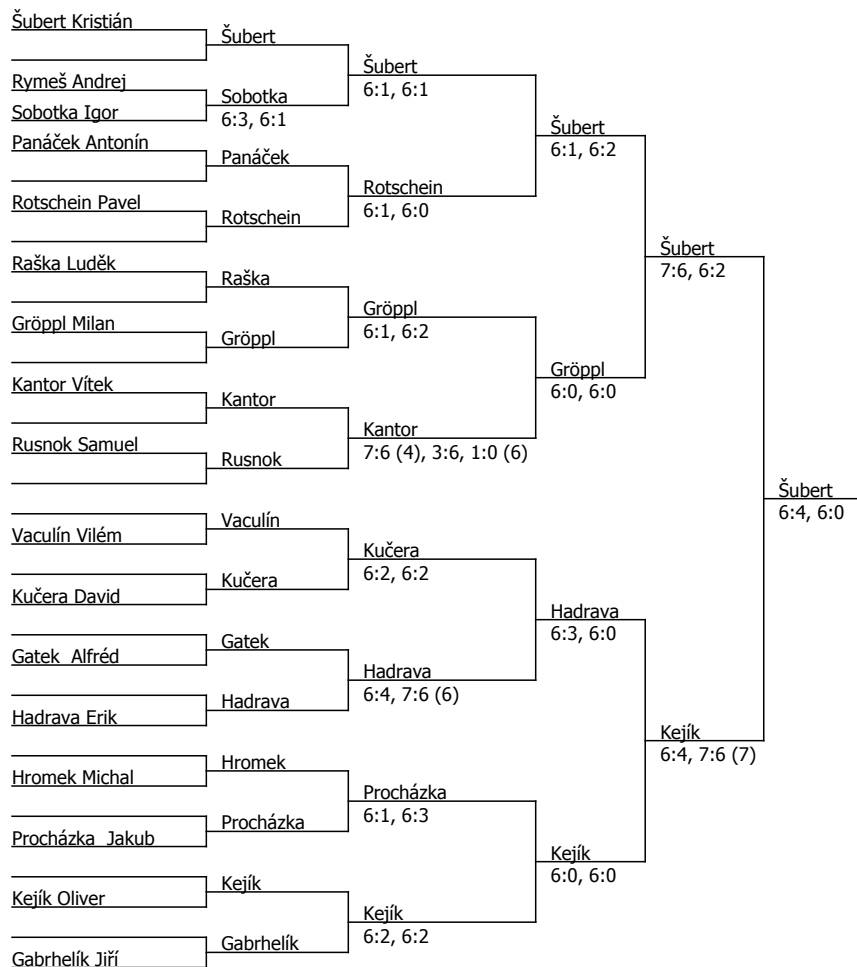 Šubert Kristián
Šubert
Šubert
6:1, 6:1
Rymeš Andrej
Sobotka
Sobotka Igor
6:3, 6:1
Šubert
6:1, 6:2
Panáček Antonín
Panáček
Rotschein
6:1, 6:0
Rotschein Pavel
Rotschein
Šubert
7:6, 6:2
Raška Luděk
Raška
Gröppl
6:1, 6:2
Gröppl Milan
Gröppl
Gröppl
6:0, 6:0
Kantor Vítek
Kantor
Kantor
7:6 (4), 3:6, 1:0 (6)
Rusnok Samuel
Rusnok
Šubert
6:4, 6:0
Vaculín
Vaculín Vilém
Kučera
6:2, 6:2
Kučera
Kučera David
Hadrava
6:3, 6:0
Gatek
Gatek  Alfréd
Hadrava
6:4, 7:6 (6)
Hadrava
Hadrava Erik
Kejík
6:4, 7:6 (7)
Hromek
Hromek Michal
Procházka
6:1, 6:3
Procházka
Procházka  Jakub
Kejík
6:0, 6:0
Kejík
Kejík Oliver
Kejík
6:2, 6:2
Gabrhelík
Gabrhelík Jiří